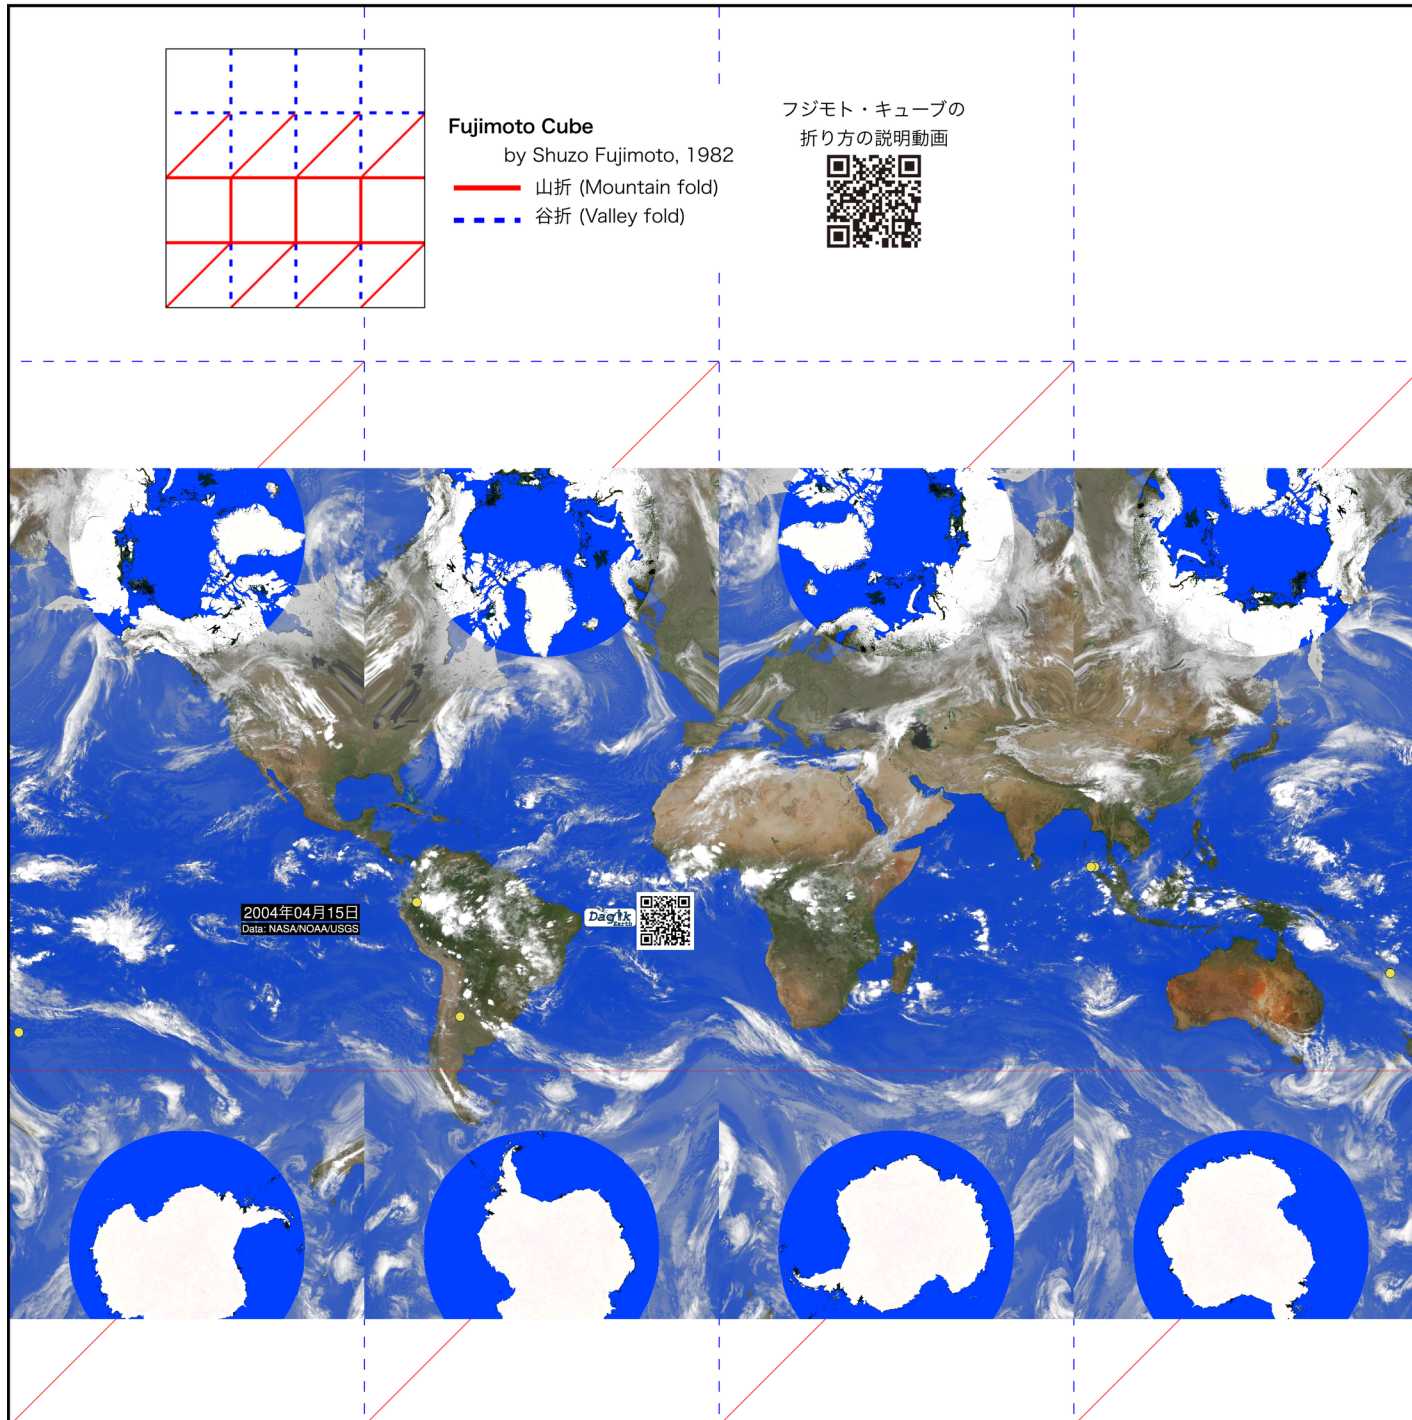 Fujimoto Cube
by Shuzo Fujimoto, 1982
山折 (Mountain fold)
谷折 (Valley fold)
フジモト・キューブの
折り方の説明動画
2004年04月15日
Data: NASA/NOAA/USGS
Dagik
Earth